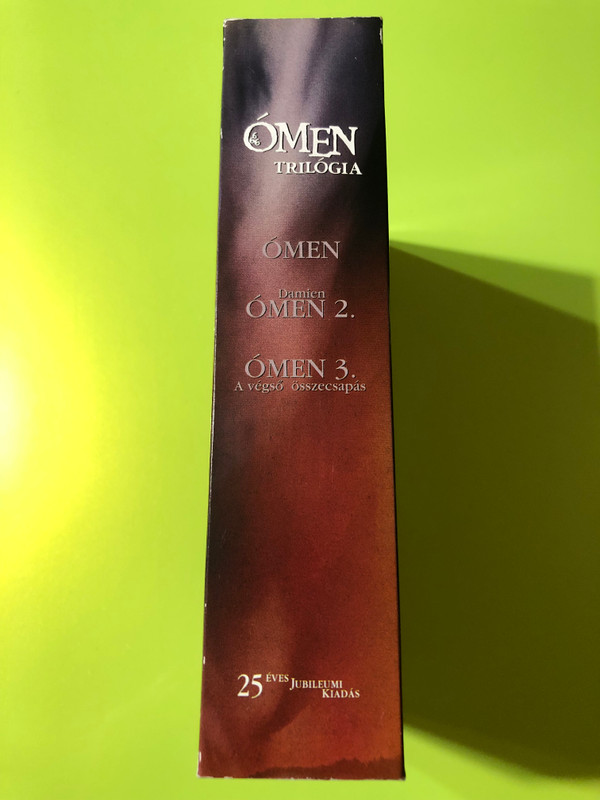 ÓMEN
TRILÓGIA
ÓMEN
Damien
ÓMEN 2.
ÓMEN 3.
A végső összecsapás
25 ÉVES JUBILEUMI
KIADÁS